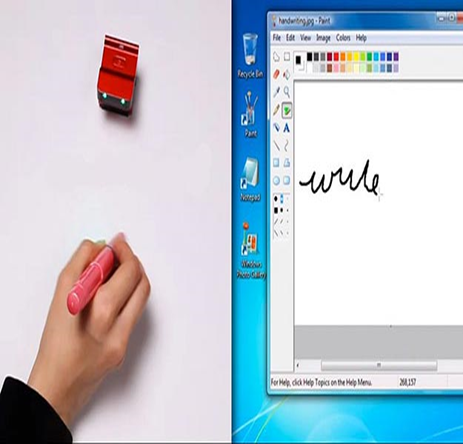 handwriting.jpg - Paint
File Edit View Image Colors Help
Recycle Bin
A
Paint
Notepad
Windows
Photo Gallery
write
For Help, click Help Topics on the Help Menu. 268,157